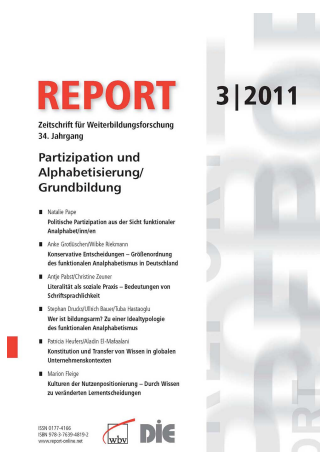 REPORT
3|2011
Zeitschrift für Weiterbildungsforschung
34. Jahrgang
Partizipation und
Alphabetisierung/
Grundbildung
Natalie Pape
Politische Partizipation aus der Sicht funktionaler
Analphabet/inn/en
Anke Grotlüschen/Wibke Riekmann
Konservative Entscheidungen – Größenordnung
des funktionalen Analphabetismus in Deutschland
Antje Pabst/Christine Zeuner
Literalität als soziale Praxis – Bedeutungen von
Schriftsprachlichkeit
Stephan Drucks/Ullrich Bauer/Tuba Hastaoglu
Wer ist bildungsarm? Zu einer Idealtypologie
des funktionalen Analphabetismus
Patricia Heufers/Aladin El-Mafaalani
Konstitution und Transfer von Wissen in globalen
Unternehmenskontexten
Marion Fleige
Kulturen der Nutzenpositionierung – Durch Wissen
zu veränderten Lernentscheidungen
ISSN 0177-4166
ISBN 978-3-7639-4819-2
www.report-online.net
wbv
DIE
REPORT